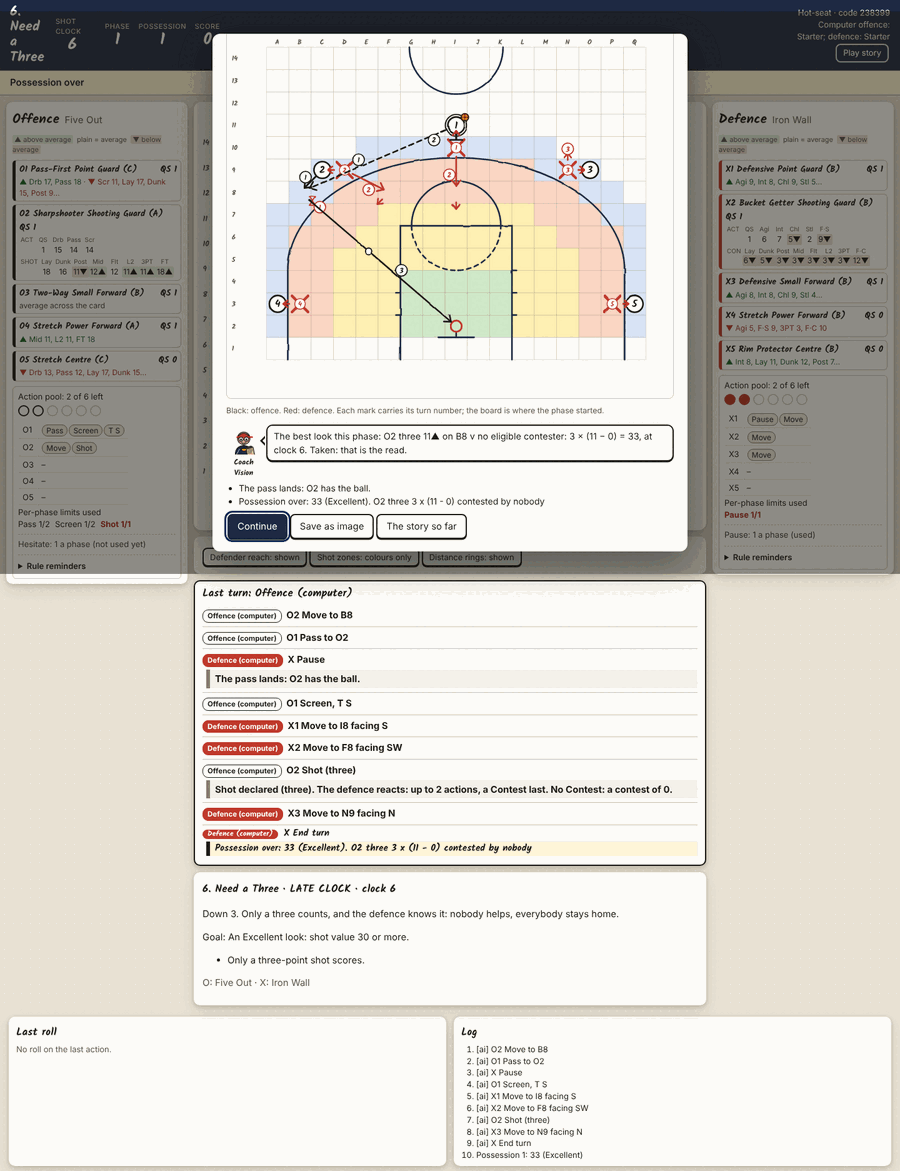 6.
Need
a
Three
SHOT
CLOCK
6
PHASE
1
POSSESSION
1
SCORE
0
Hot-seat · code 238399
Computer offence:
Starter; defence: Starter
Play story
Possession over
Offence Five Out
▲ above average plain = average ▼ below
average
O1 Pass-First Point Guard (C) QS 1
▲ Drb 17, Pass 18 · ▼ Scr 11, Lay 17, Dunk
15, Post 9...
O2 Sharpshooter Shooting Guard (A)
QS 1
ACT QS Drb Pass Scr
1 15 14 14
SHOT Lay Dunk Post Mid Flt L2 3PT FT
18 16 11▼ 12▲ 12 11▲ 11▲ 18▲
O3 Two-Way Small Forward (B) QS 1
average across the card
O4 Stretch Power Forward (A) QS 1
▲ Mid 11, L2 11, FT 18
O5 Stretch Centre (C) QS 0
▼ Drb 13, Pass 12, Lay 17, Dunk 15...
Action pool: 2 of 6 left
O1 Pass Screen T S
O2 Move Shot
O3 –
O4 –
O5 –
Per-phase limits used
Pass 1/2 Screen 1/2 Shot 1/1
Hesitate: 1 a phase (not used yet)
▶ Rule reminders
14
13
12
10
9
8
7
2
1
A B C D E F G H I J K L M N O P Q
14
13
12
11
10
9
8
7
6
5
4
3
2
1
1
2
3
4
5
Black: offence. Red: defence. Each mark carries its turn number; the board is where the phase started.
Coach
Vision
The best look this phase: O2 three 11▲ on B8 v no eligible contester: 3 × (11 − 0) = 33, at
clock 6. Taken: that is the read.
• The pass lands: O2 has the ball.
• Possession over: 33 (Excellent). O2 three 3 x (11 - 0) contested by nobody
Continue
Save as image
The story so far
Defender reach: shown
Shot zones: colours only
Distance rings: shown
Defence Iron Wall
▲ above average plain = average ▼ below
average
X1 Defensive Point Guard (B) QS 1
▲ Agi 9, Int 8, Chl 9, Stl 5...
X2 Bucket Getter Shooting Guard (B)
QS 1
ACT QS Agi Int Chl Stl F-S
1 6 7 5▼ 2 9▼
CON Lay Dunk Post Mid Flt L2 3PT F-C
6▼ 5▼ 3▼ 3▼ 3▼ 3▼ 3▼ 12▼
X3 Defensive Small Forward (B) QS 1
▲ Agi 8, Int 8, Chl 9, Stl 4...
X4 Stretch Power Forward (B) QS 0
▼ Agi 5, F-S 9, 3PT 3, F-C 10
X5 Rim Protector Centre (B) QS 0
▲ Int 8, Lay 11, Dunk 12, Post 7...
Action pool: 2 of 6 left
X1 Pause Move
X2 Move
X3 Move
X4 –
X5 –
Per-phase limits used
Pause 1/1
Pause: 1 a phase (used)
▶ Rule reminders
Last turn: Offence (computer)
Offence (computer) O2 Move to B8
Offence (computer) O1 Pass to O2
Defence (computer) X Pause
The pass lands: O2 has the ball.
Offence (computer) O1 Screen, T S
Defence (computer) X1 Move to I8 facing S
Defence (computer) X2 Move to F8 facing SW
Offence (computer) O2 Shot (three)
Shot declared (three). The defence reacts: up to 2 actions, a Contest last. No Contest: a contest of 0.
Defence (computer) X3 Move to N9 facing N
Defence (computer) X End turn
Possession over: 33 (Excellent). O2 three 3 x (11 - 0) contested by nobody
6. Need a Three · LATE CLOCK · clock 6
Down 3. Only a three counts, and the defence knows it: nobody helps, everybody stays home.
Goal: An Excellent look: shot value 30 or more.
• Only a three-point shot scores.
O: Five Out · X: Iron Wall
Last roll
No roll on the last action.
Log
1. [ai] O2 Move to B8
2. [ai] O1 Pass to O2
3. [ai] X Pause
4. [ai] O1 Screen, T S
5. [ai] X1 Move to I8 facing S
6. [ai] X2 Move to F8 facing SW
7. [ai] O2 Shot (three)
8. [ai] X3 Move to N9 facing N
9. [ai] X End turn
10. Possession 1: 33 (Excellent)